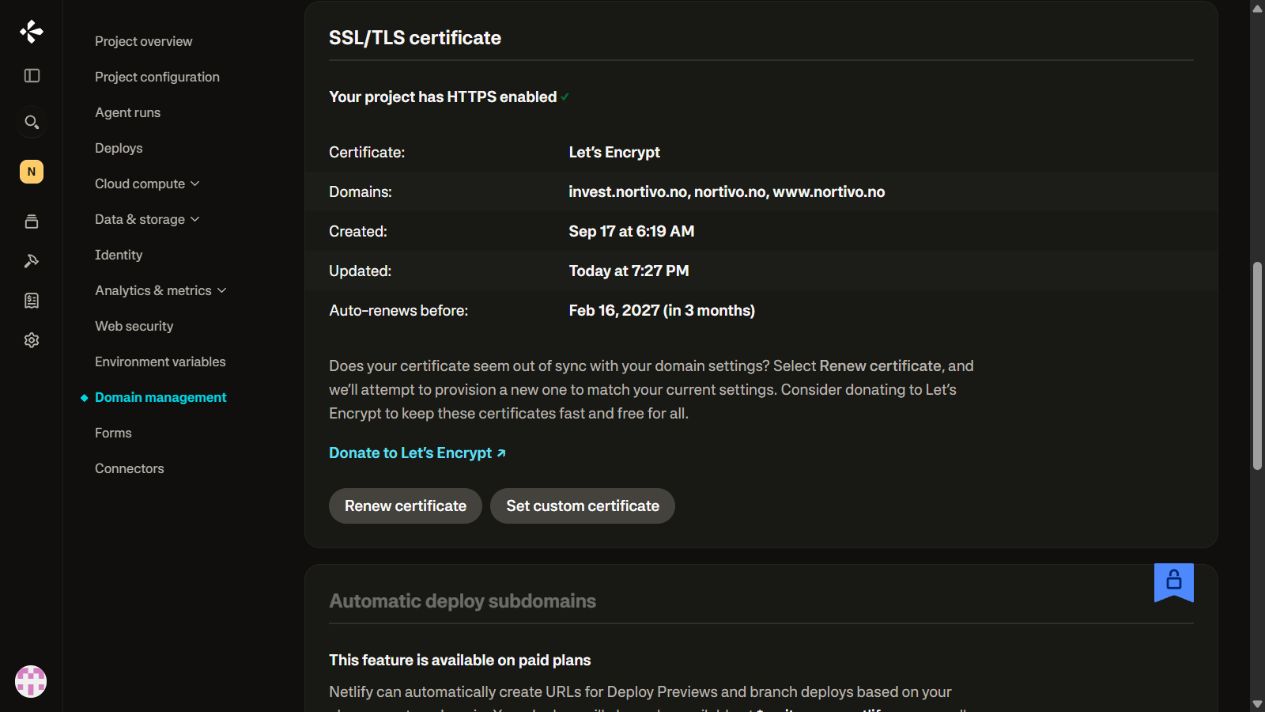 Project overview
Project configuration
Agent runs
Deploys
Cloud compute
Data & storage
Identity
Analytics & metrics
Web security
Environment variables
Domain management
Forms
Connectors
N
SSL/TLS certificate
Your project has HTTPS enabled
Certificate: Let's Encrypt
Domains: invest.nortivo.no, nortivo.no, www.nortivo.no
Created: Sep 17 at 6:19 AM
Updated: Today at 7:27 PM
Auto-renews before: Feb 16, 2027 (in 3 months)
Does your certificate seem out of sync with your domain settings? Select Renew certificate, and
we'll attempt to provision a new one to match your current settings. Consider donating to Let's
Encrypt to keep these certificates fast and free for all.
Donate to Let's Encrypt
Renew certificate Set custom certificate
Automatic deploy subdomains
This feature is available on paid plans
Netlify can automatically create URLs for Deploy Previews and branch deploys based on your